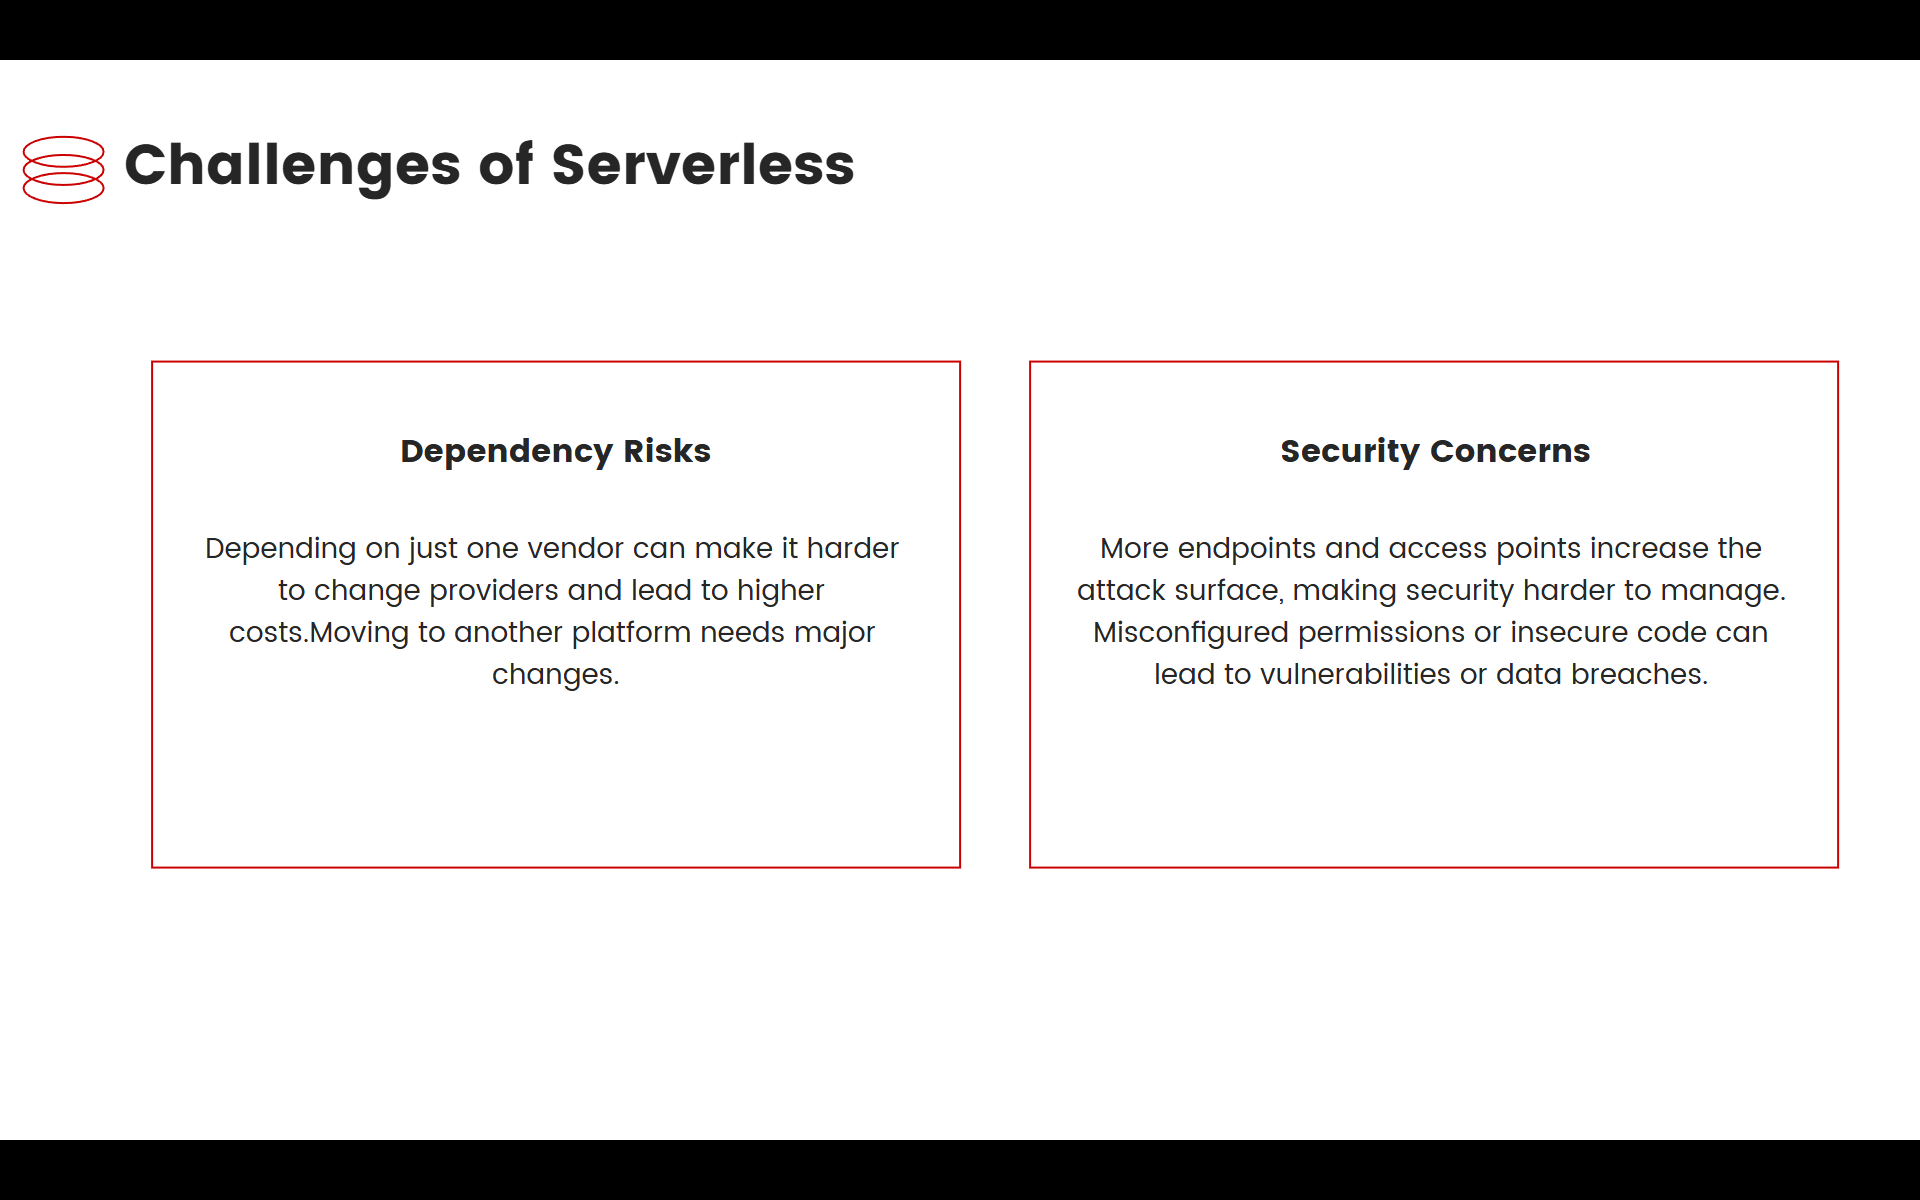 Challenges of Serverless
Dependency Risks
Depending on just one vendor can make it harder
to change providers and lead to higher
costs.Moving to another platform needs major
changes.
Security Concerns
More endpoints and access points increase the
attack surface, making security harder to manage.
Misconfigured permissions or insecure code can
lead to vulnerabilities or data breaches.